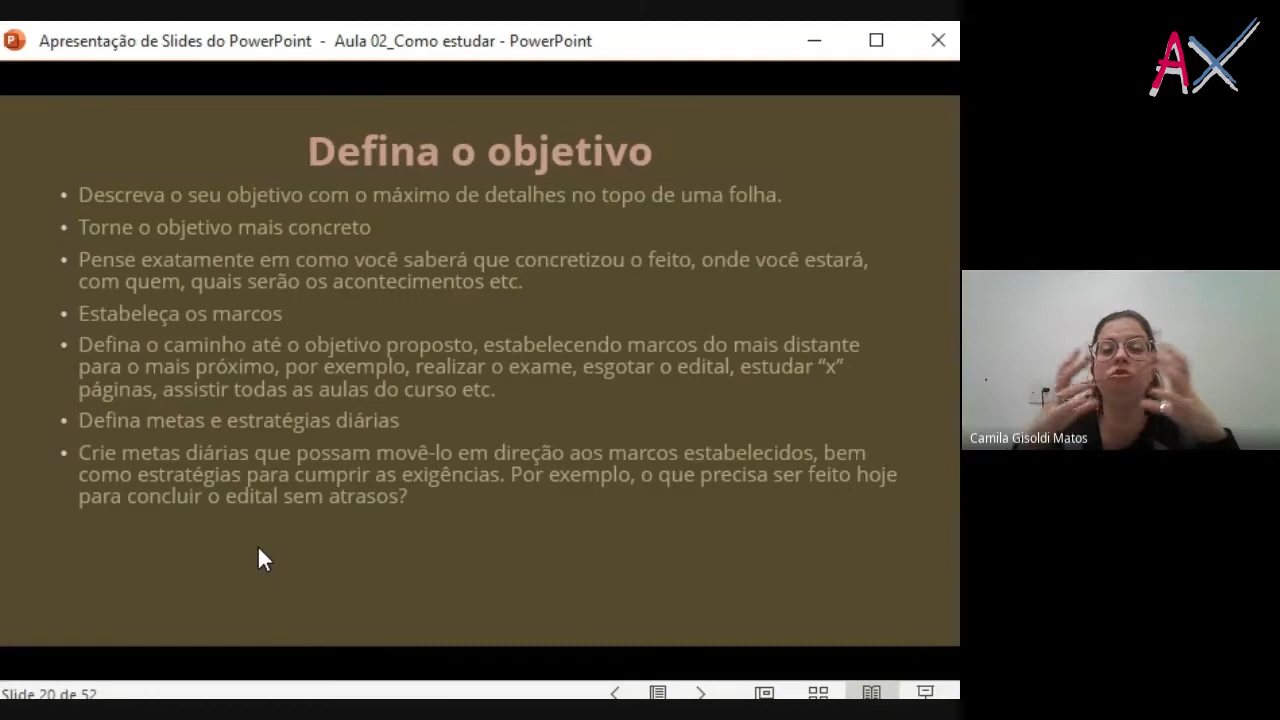 Apresentação de Slides do PowerPoint - Aula 02_Como estudar - PowerPoint
AX
Defina o objetivo
• Descreva o seu objetivo com o máximo de detalhes no topo de uma folha.
• Torne o objetivo mais concreto
• Pense exatamente em como você saberá que concretizou o feito, onde você estará,
com quem, quais serão os acontecimentos etc.
• Estabeleça os marcos
• Defina o caminho até o objetivo proposto, estabelecendo marcos do mais distante
para o mais próximo, por exemplo, realizar o exame, esgotar o edital, estudar “x”
páginas, assistir todas as aulas do curso etc.
• Defina metas e estratégias diárias
• Crie metas diárias que possam movê-lo em direção aos marcos estabelecidos, bem
como estratégias para cumprir as exigências. Por exemplo, o que precisa ser feito hoje
para concluir o edital sem atrasos?
Camila Gisoldi Matos
Slide 20 de 52